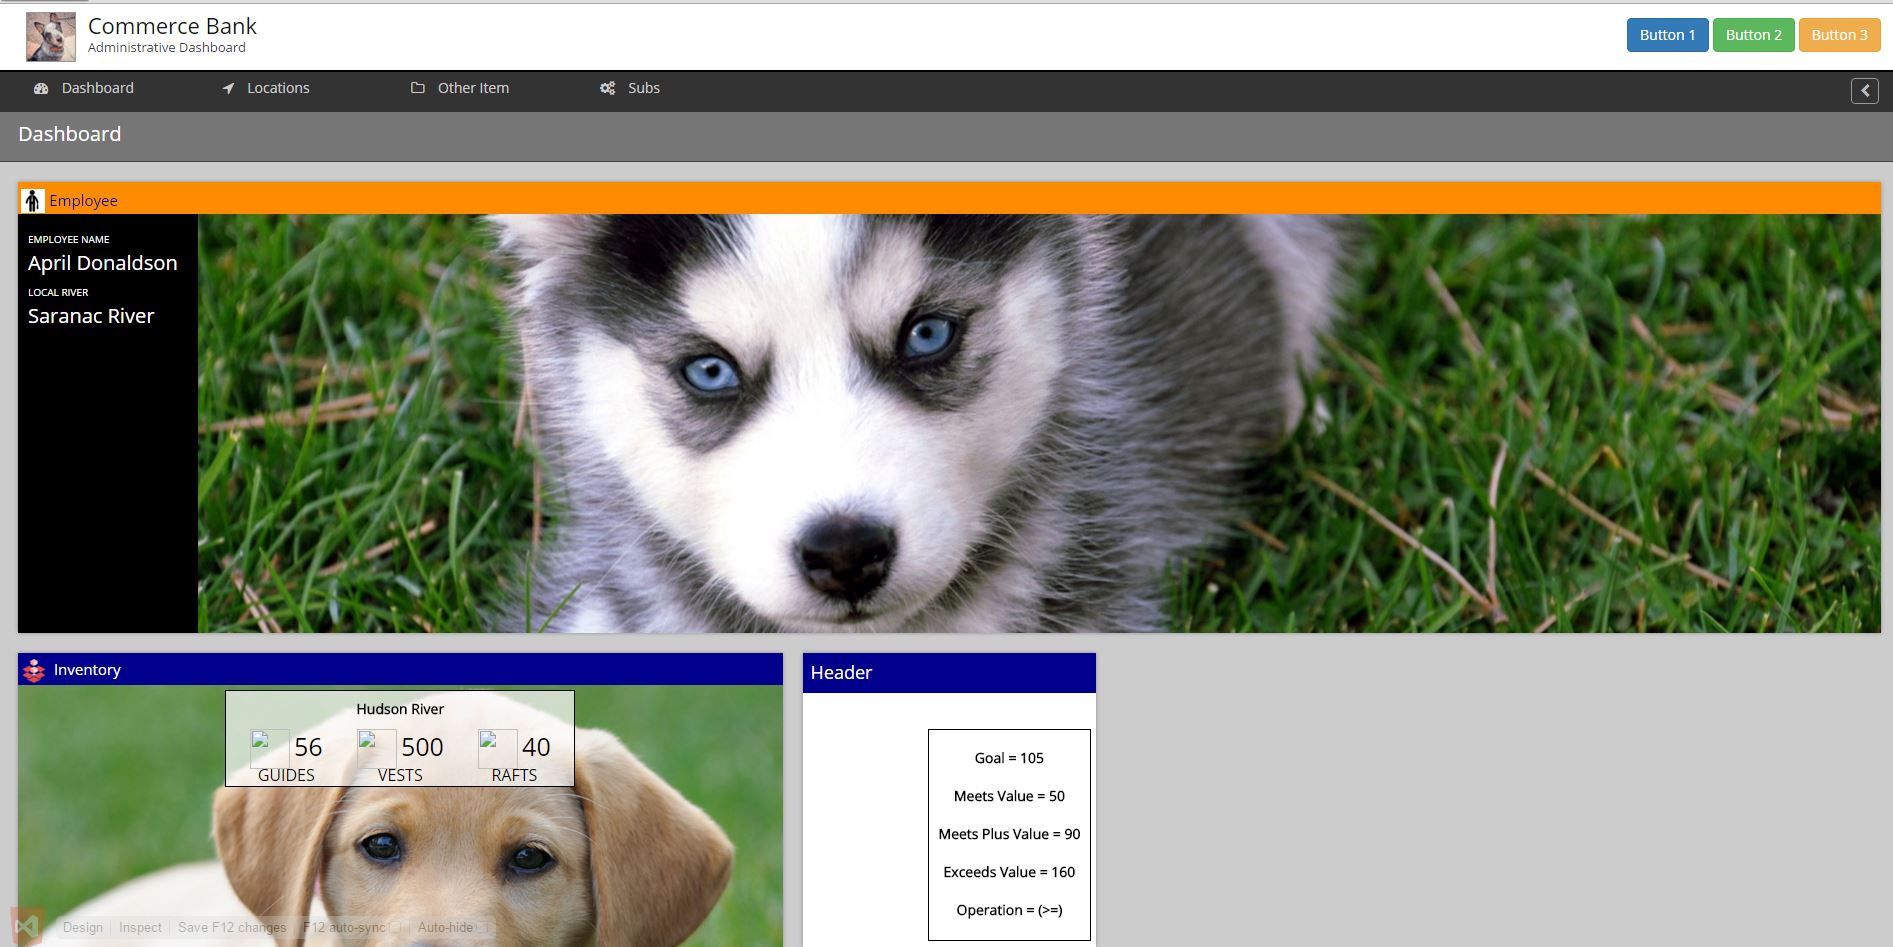 Commerce Bank
Administrative Dashboard
Button 1 Button 2 Button 3
Dashboard Locations Other Item Subs
Dashboard
Employee
EMPLOYEE NAME
April Donaldson
LOCAL RIVER
Saranac River
Inventory
Hudson River
56 500 40
GUIDES VESTS RAFTS
Header
Goal = 105
Meets Value = 50
Meets Plus Value = 90
Exceeds Value = 160
Operation = (>=)
Design Inspect Save F12 changes F12 auto-sync Auto-hide